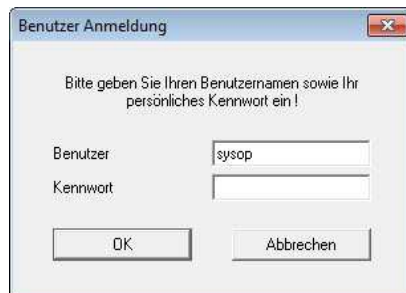 Benutzer Anmeldung
Bitte geben Sie Ihren Benutzernamen sowie Ihr
persönliches Kennwort ein !
Benutzer
sysop
Kennwort
OK
Abbrechen